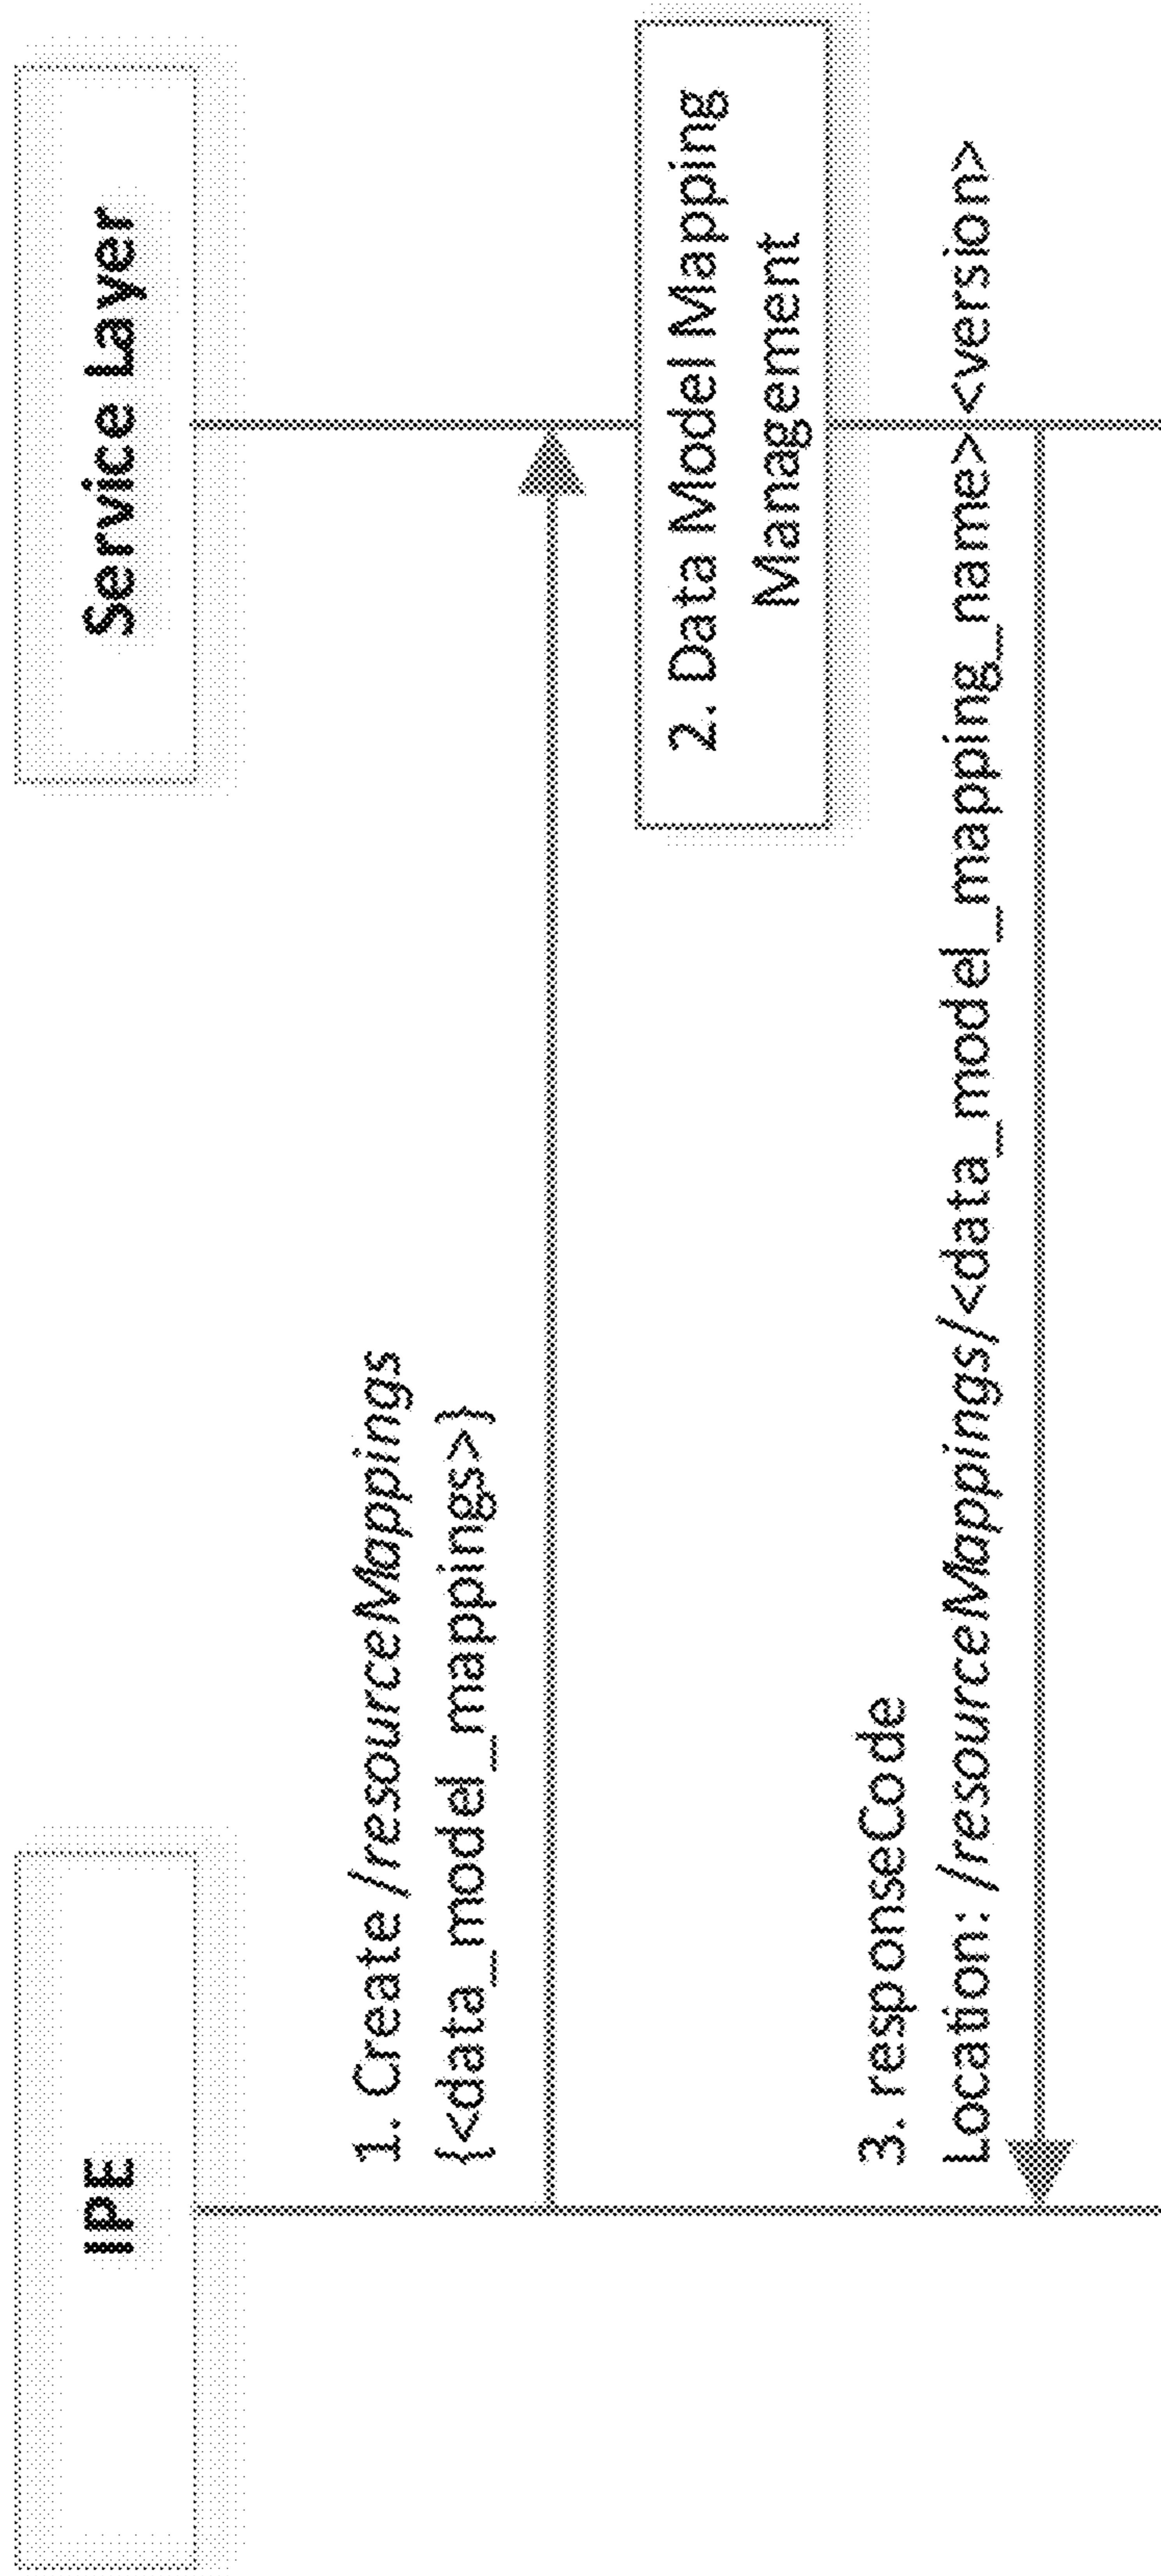 IPE
Service Layer
1. Create /resourceMappings
{<data_model_mappings>}
2. Data Model Mapping
Management
3. responseCode
Location: /resourceMappings/<data_model_mapping_name><version>